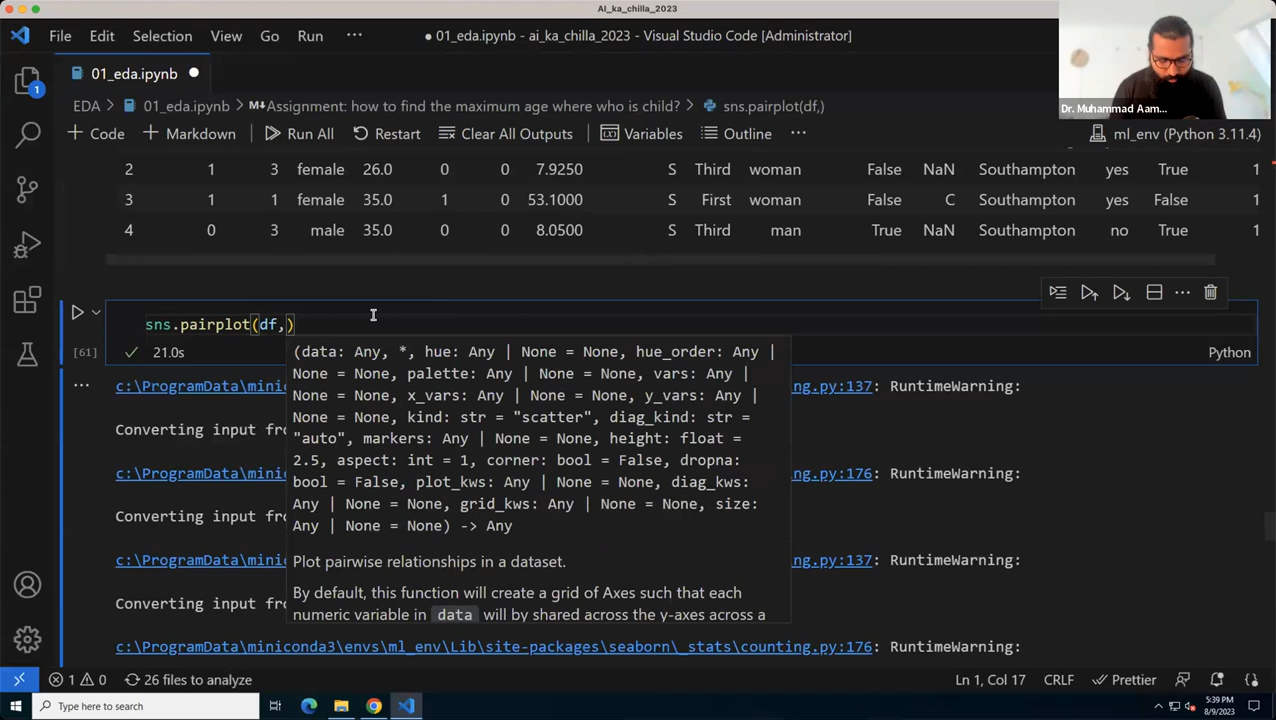 AI_ka_chilla_2023
File Edit Selection View Go Run ··· 01_eda.ipynb - ai_ka_chilla_2023 - Visual Studio Code [Administrator]
01_eda.ipynb
EDA 01_eda.ipynb Assignment: how to find the maximum age where who is child? sns.pairplot(df,)
Dr. Muhammad Aam...
Code Markdown Run All Restart Clear All Outputs Variables Outline ··· ml_env (Python 3.11.4)
2 1 3 female 26.0 0 0 7.9250 S Third woman False NaN Southampton yes True 1
3 1 1 female 35.0 1 0 53.1000 S First woman False C Southampton yes False 1
4 0 3 male 35.0 0 0 8.0500 S Third man True NaN Southampton no True 1
sns.pairplot(df,)
[61] 21.0s Python
(data: Any, *, hue: Any | None = None, hue_order: Any |
None = None, palette: Any | None = None, vars: Any |
None = None, x_vars: Any | None = None, y_vars: Any |
None = None, kind: str = "scatter", diag_kind: str =
"auto", markers: Any | None = None, height: float =
2.5, aspect: int = 1, corner: bool = False, dropna:
bool = False, plot_kws: Any | None = None, diag_kws:
Any | None = None, grid_kws: Any | None = None, size:
Any | None = None) -> Any
Plot pairwise relationships in a dataset.
By default, this function will create a grid of Axes such that each
numeric variable in data will by shared across the y-axes across a
c:\ProgramData\mini ng.py:137: RuntimeWarning:
Converting input fro
c:\ProgramData\mini ng.py:176: RuntimeWarning:
Converting input fro
c:\ProgramData\mini ng.py:137: RuntimeWarning:
Converting input fro
c:\ProgramData\miniconda3\envs\ml_env\Lib\site-packages\seaborn\_stats\counting.py:176: RuntimeWarning:
1 0 26 files to analyze Ln 1, Col 17 CRLF Prettier
Type here to search 5:39 PM
8/9/2023